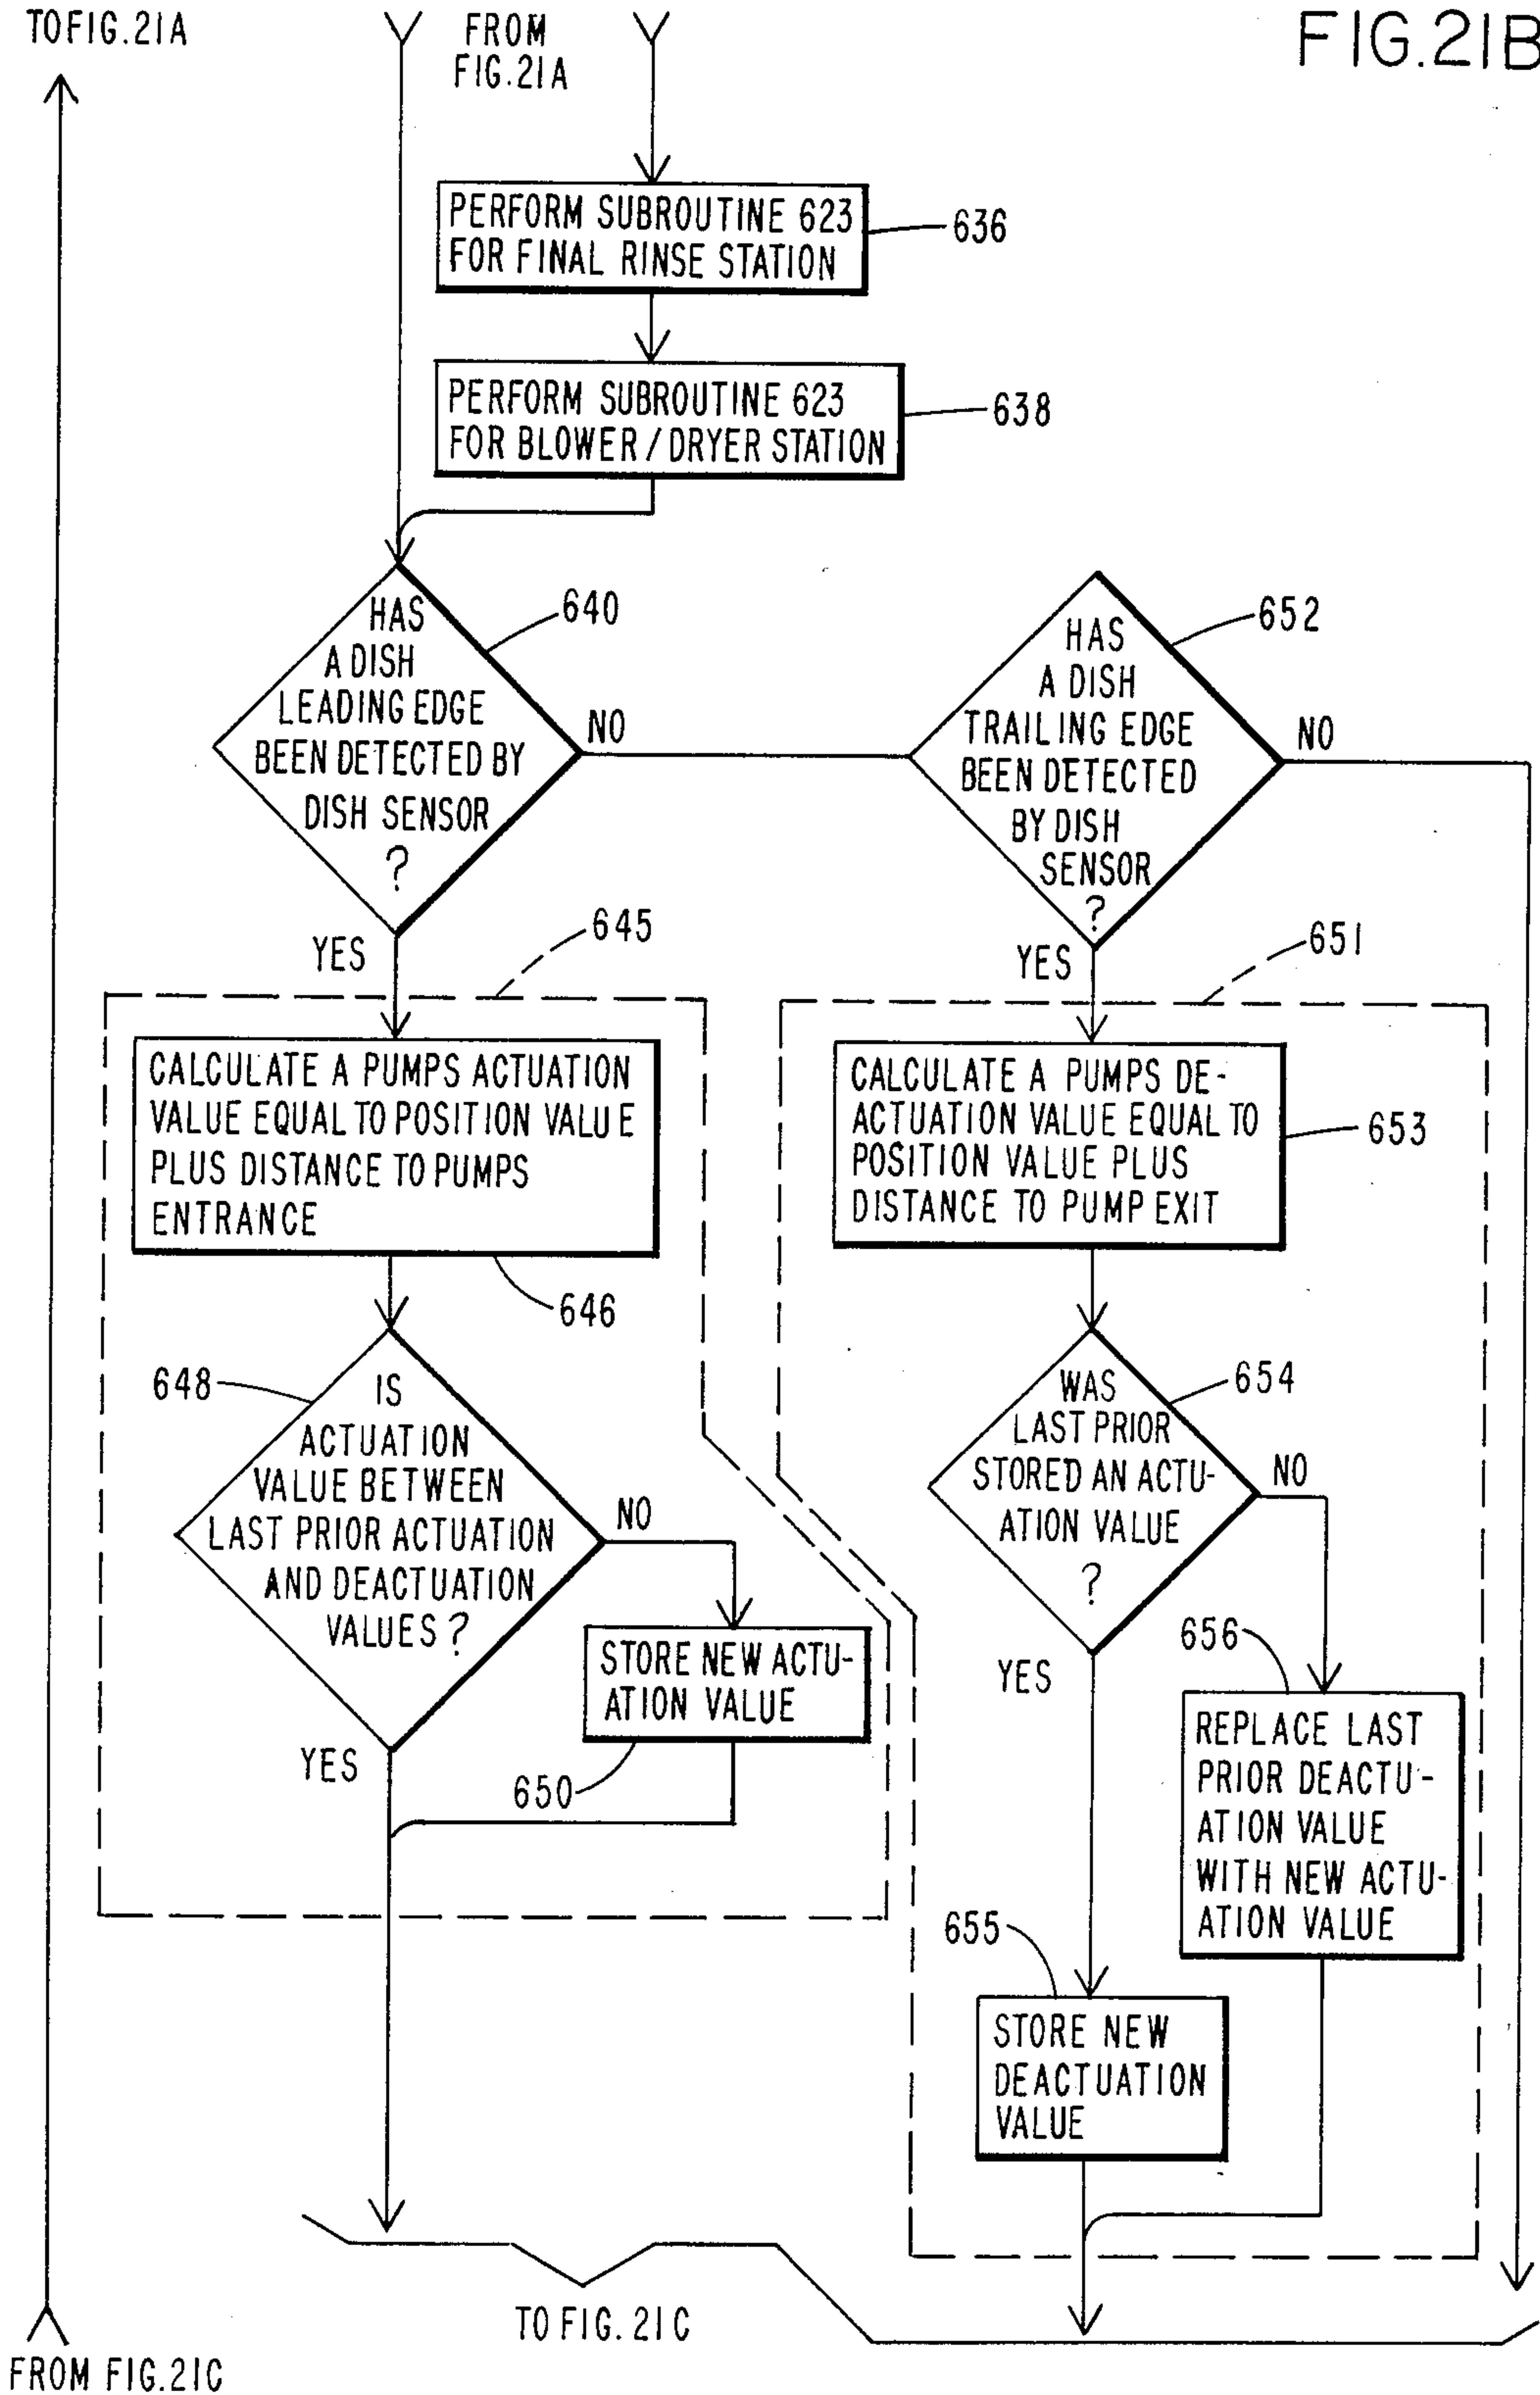 TO FIG.21A
FROM
FIG.21A
FIG.21B
PERFORM SUBROUTINE 623
FOR FINAL RINSE STATION
636
PERFORM SUBROUTINE 623
FOR BLOWER/DRYER STATION
638
HAS
A DISH
LEADING EDGE
BEEN DETECTED BY
DISH SENSOR
?
640
NO
YES
HAS
A DISH
TRAILING EDGE
BEEN DETECTED
BY DISH
SENSOR
?
652
NO
YES
645
651
CALCULATE A PUMPS ACTUATION
VALUE EQUAL TO POSITION VALUE
PLUS DISTANCE TO PUMPS
ENTRANCE
646
CALCULATE A PUMPS DE-
ACTUATION VALUE EQUAL TO
POSITION VALUE PLUS
DISTANCE TO PUMP EXIT
653
648
IS
ACTUATION
VALUE BETWEEN
LAST PRIOR ACTUATION
AND DEACTUATION
VALUES?
NO
YES
STORE NEW ACTU-
ATION VALUE
650
WAS
LAST PRIOR
STORED AN ACTU-
ATION VALUE
?
654
NO
YES
656
REPLACE LAST
PRIOR DEACTU-
ATION VALUE
WITH NEW ACTU-
ATION VALUE
655
STORE NEW
DEACTUATION
VALUE
TO FIG. 21C
FROM FIG.21C